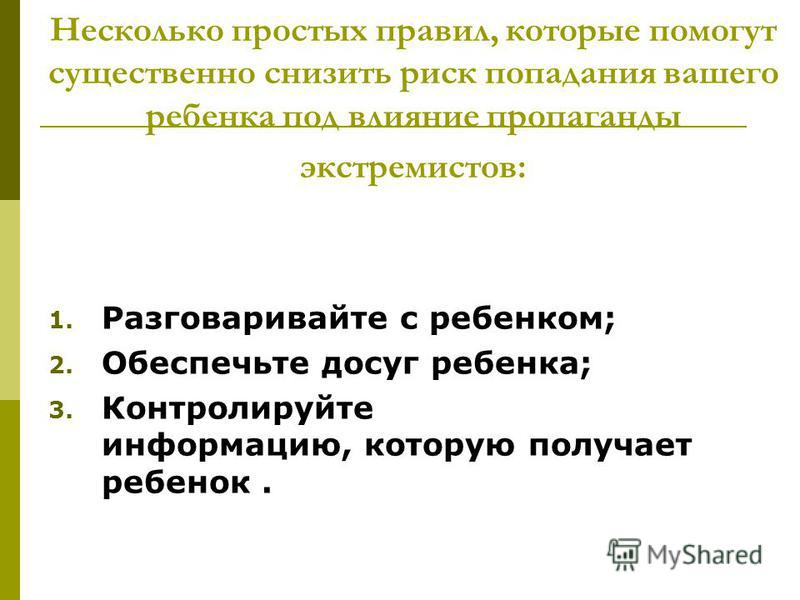 Несколько простых правил, которые помогут
существенно снизить риск попадания вашего
ребенка под влияние пропаганды
экстремистов:
1. Разговаривайте с ребенком;
2. Обеспечьте досуг ребенка;
3. Контролируйте
информацию, которую получает
ребенок .
MyShared